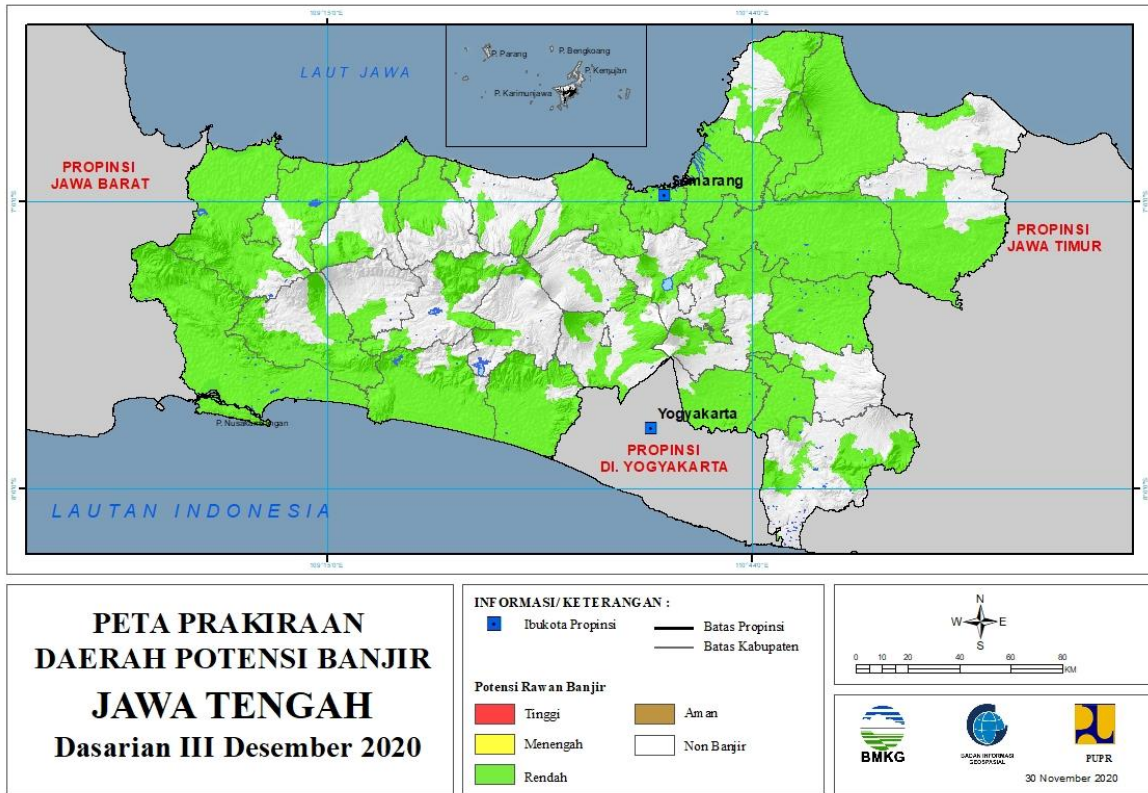 LAUT JAWA
P. Parang
P. Bengkoang
P. Kemujan
P. Karimunjawa
PROPINSI
JAWA BARAT
Semarang
PROPINSI
JAWA TIMUR
Yogyakarta
PROPINSI
DI. YOGYAKARTA
LAUTAN INDONESIA
PETA PRAKIRAAN
DAERAH POTENSI BANJIR
JAWA TENGAH
Dasarian III Desember 2020
INFORMASI/ KETERANGAN :
Ibukota Propinsi
Batas Propinsi
Batas Kabupaten
Potensi Rawan Banjir
Tinggi
Aman
Menengah
Non Banjir
Rendah
N
W E
S
0 10 20 40 60 80
KM
BMKG
BADAN INFORMASI
GEOSPASIAL
PUPR
30 November 2020